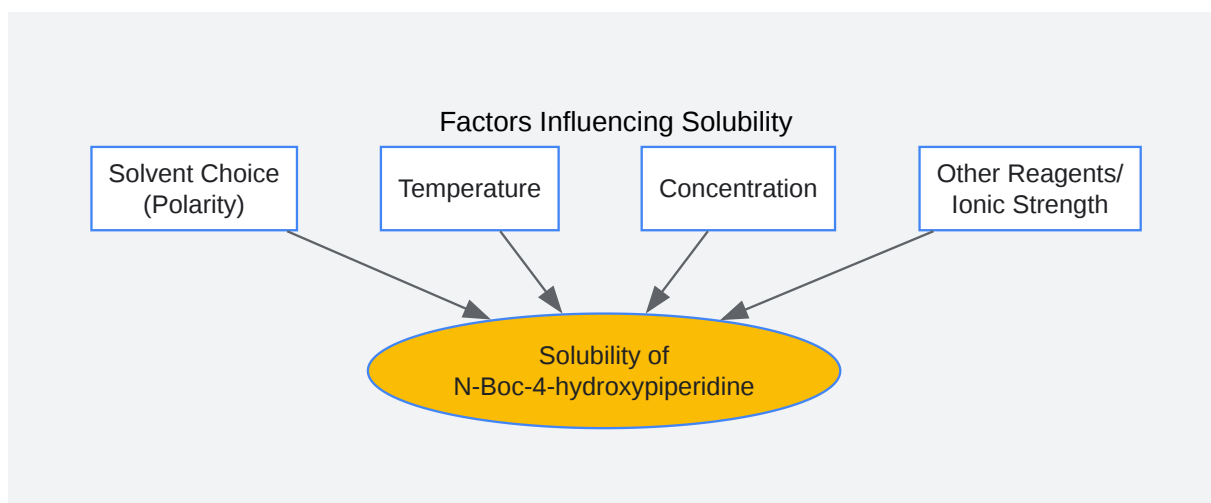 Factors Influencing Solubility
Solvent Choice
(Polarity)
Temperature
Concentration
Other Reagents/
Ionic Strength
Solubility of
N-Boc-4-hydroxypiperidine